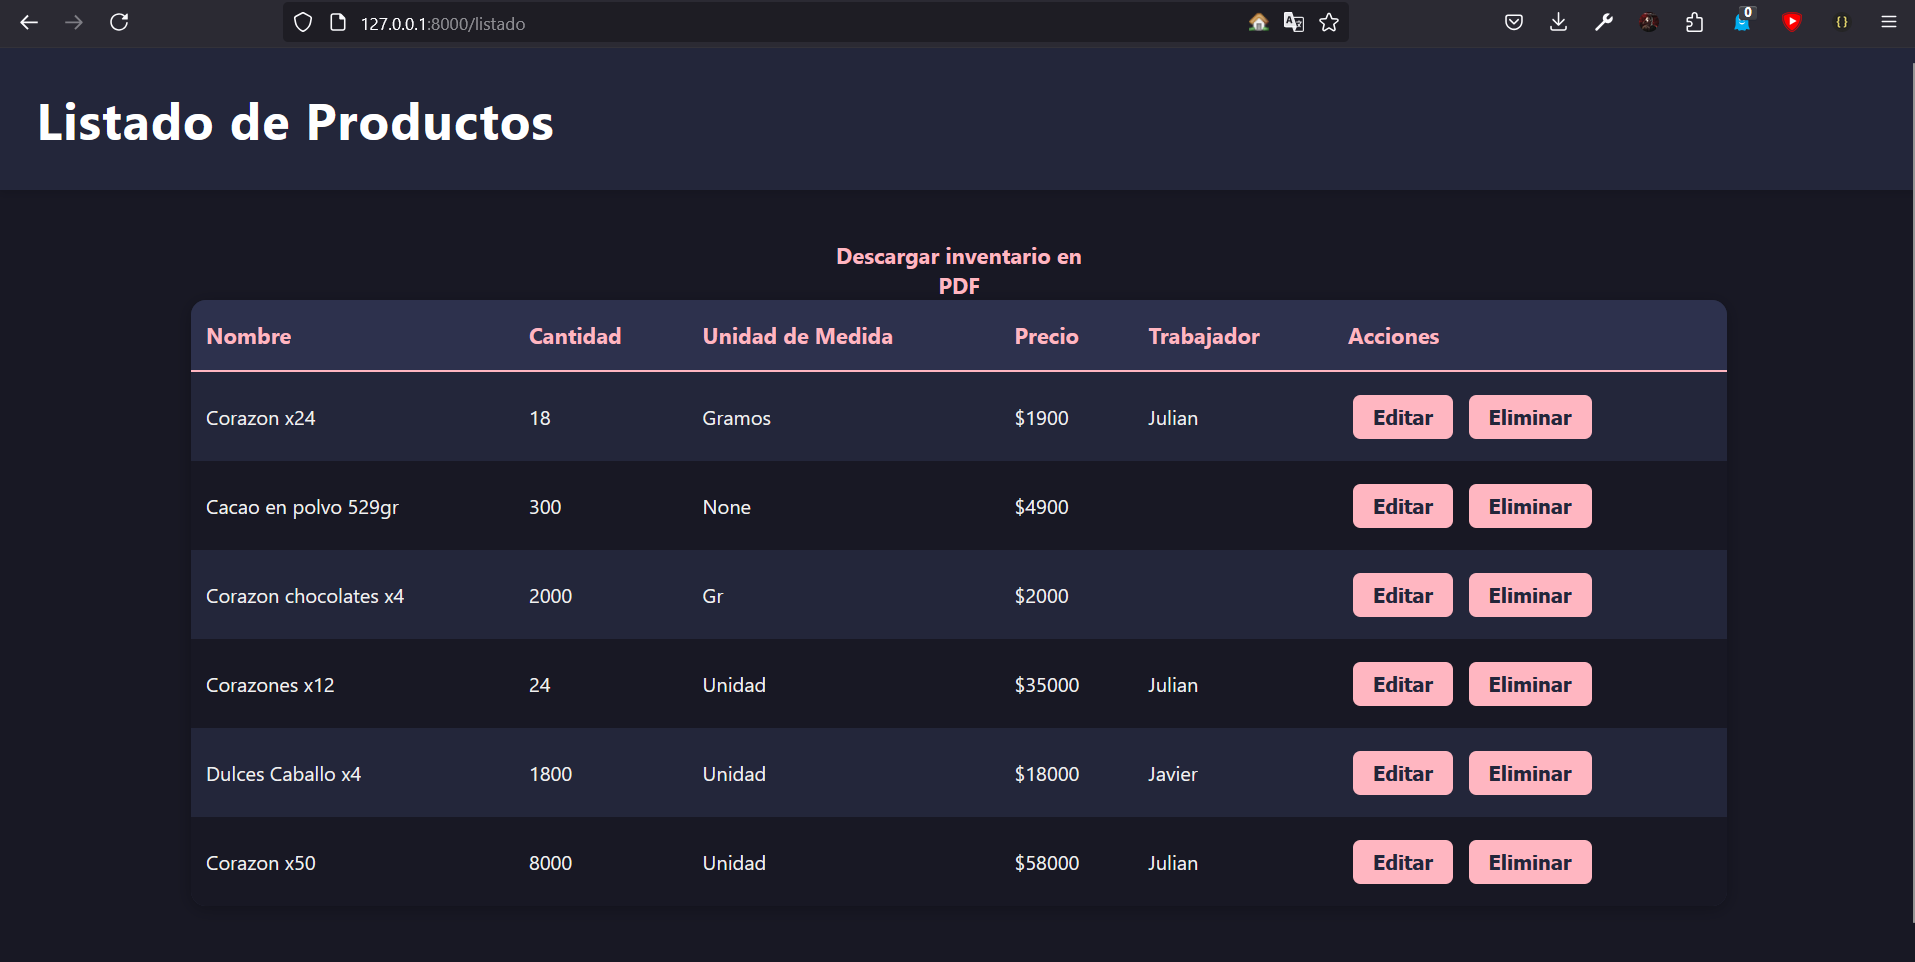 127.0.0.1:8000/listado
0
Listado de Productos
Descargar inventario en
PDF
Nombre Cantidad Unidad de Medida Precio Trabajador Acciones
Corazon x24 18 Gramos $1900 Julian Editar Eliminar
Cacao en polvo 529gr 300 None $4900 Editar Eliminar
Corazon chocolates x4 2000 Gr $2000 Editar Eliminar
Corazones x12 24 Unidad $35000 Julian Editar Eliminar
Dulces Caballo x4 1800 Unidad $18000 Javier Editar Eliminar
Corazon x50 8000 Unidad $58000 Julian Editar Eliminar